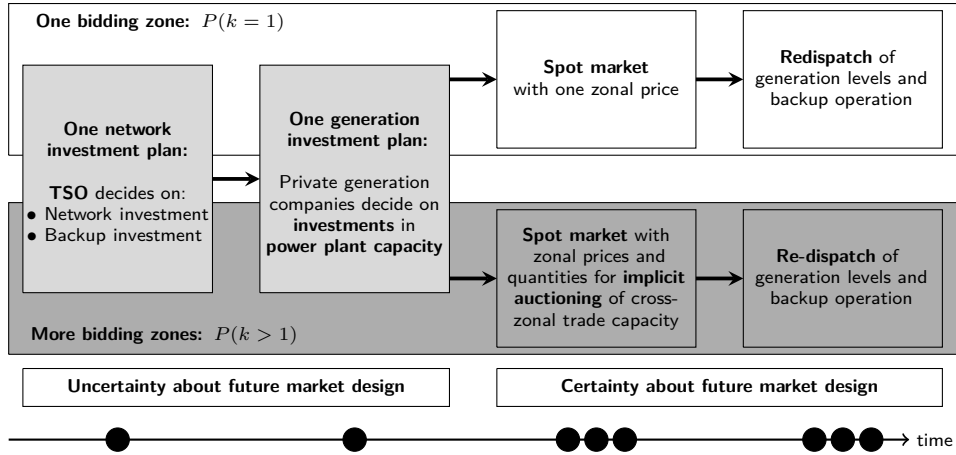 One bidding zone: P(k = 1)
One network
investment plan:
TSO decides on:
• Network investment
• Backup investment
One generation
investment plan:
Private generation
companies decide on
investments in
power plant capacity
Spot market
with one zonal price
Redispatch of
generation levels and
backup operation
Spot market with
zonal prices and
quantities for implicit
auctioning of cross-
zonal trade capacity
Re-dispatch of
generation levels and
backup operation
More bidding zones: P(k > 1)
Uncertainty about future market design
Certainty about future market design
time